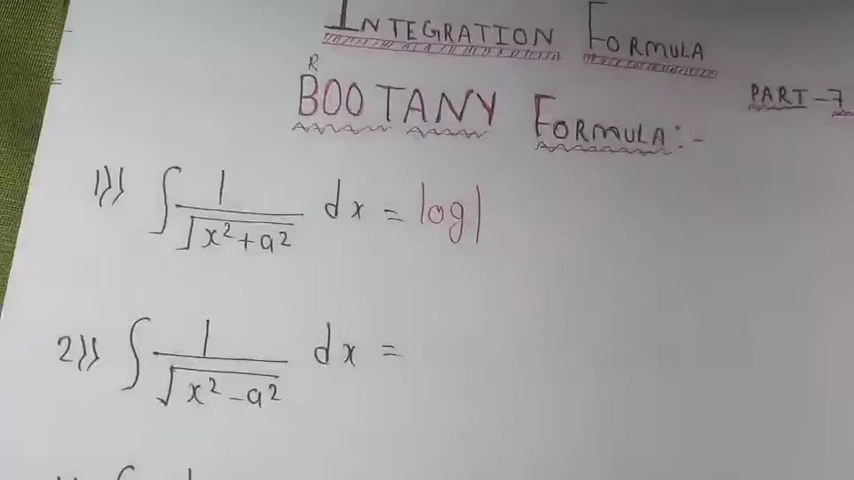 INTEGRATION FORMULA
PART-7
R
BOOTANY FORMULA:-
1)} ∫ 1/√(x²+a²) dx = log|
2)} ∫ 1/√(x²-a²) dx =